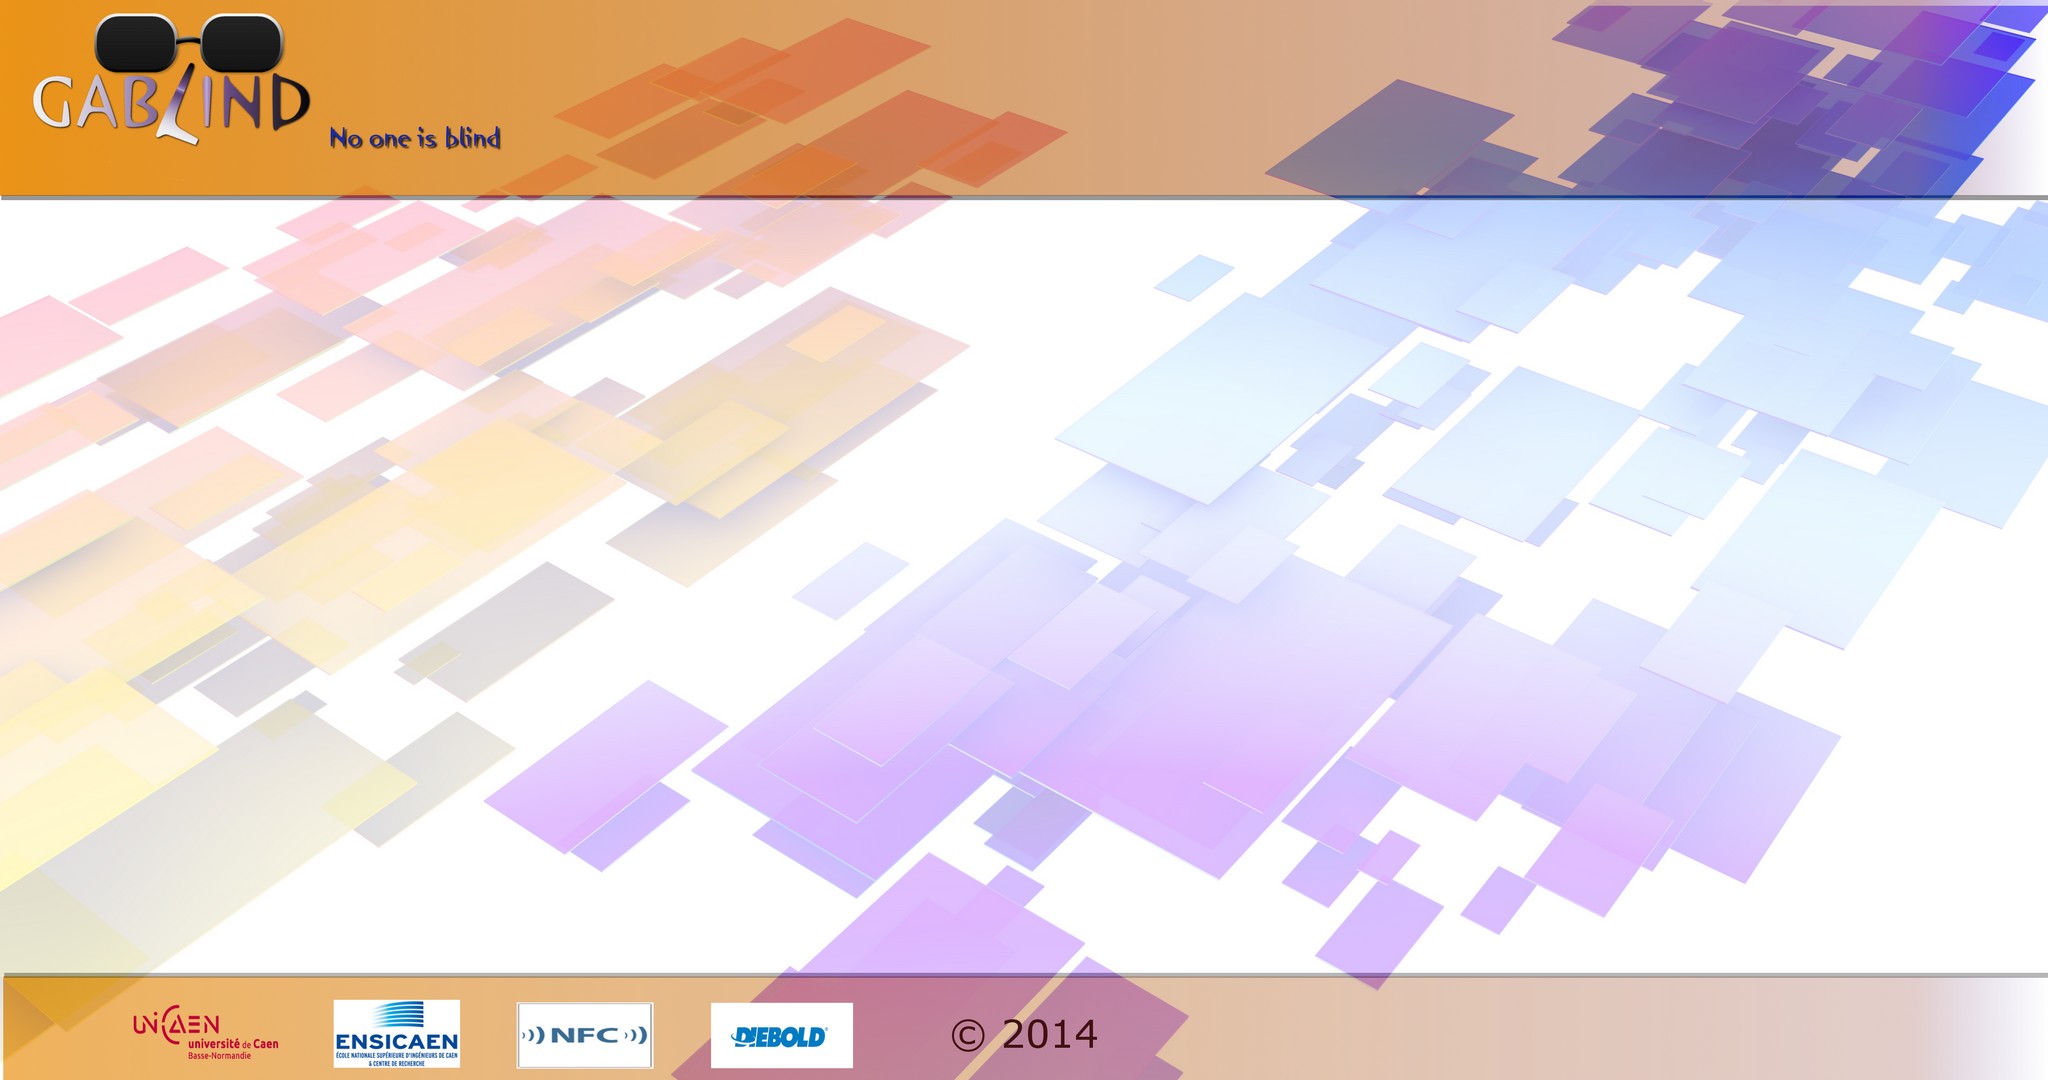 GABLIND
No one is blind
UNICAEN
université de Caen
Basse-Normandie
ENSICAEN
ÉCOLE NATIONALE SUPÉRIEURE D'INGÉNIEURS DE CAEN
& CENTRE DE RECHERCHE
NFC
DIEBOLD®
© 2014